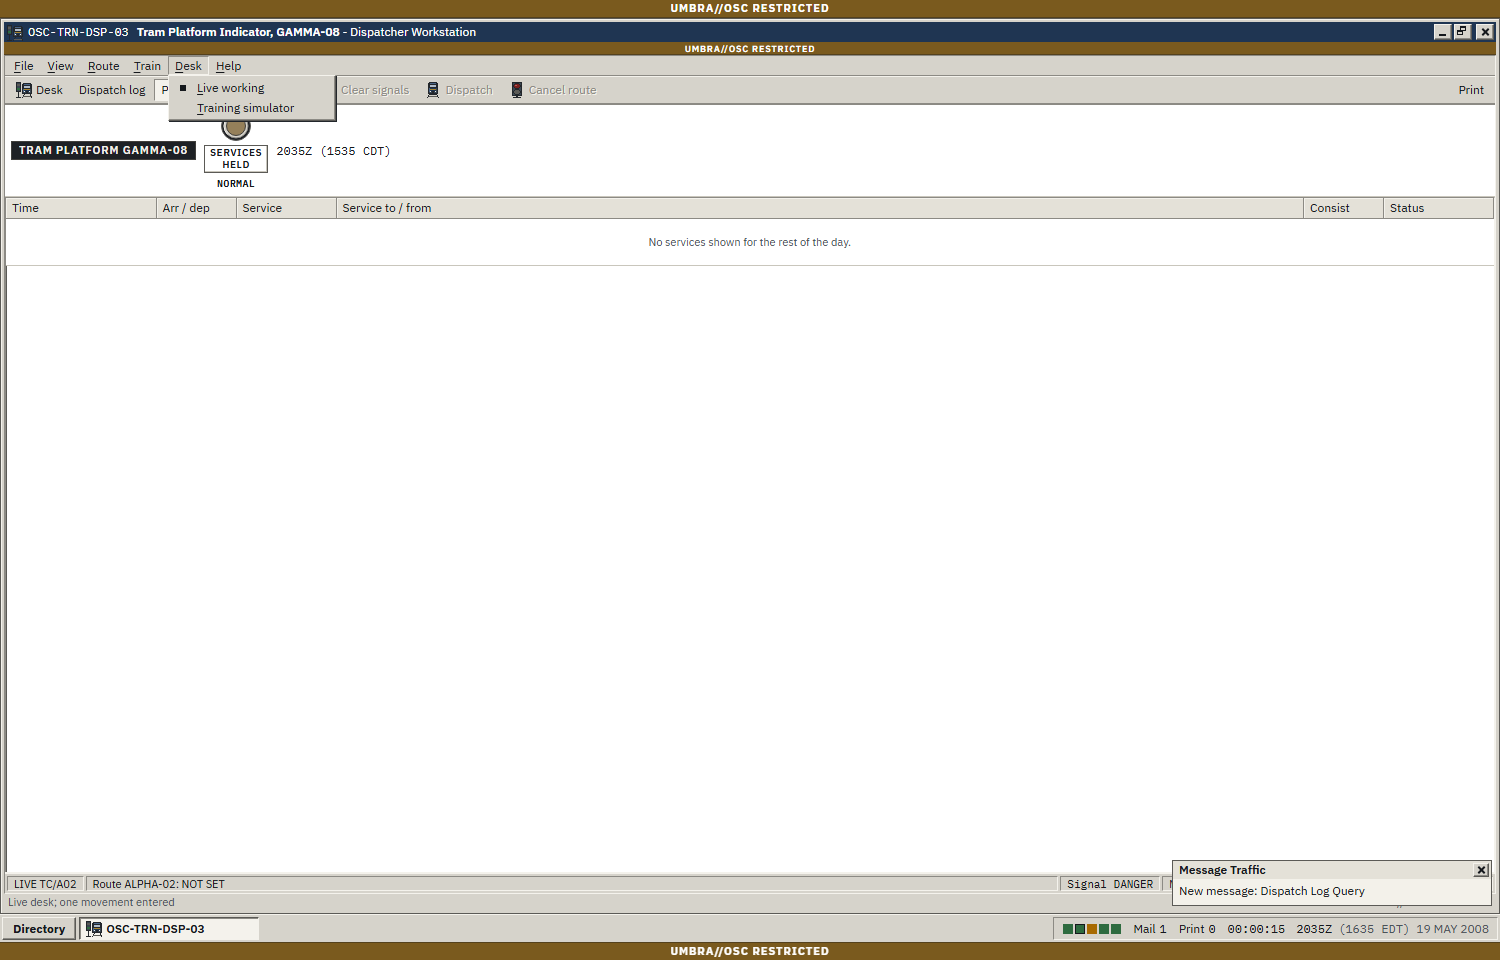 UMBRA//OSC RESTRICTED
OSC-TRN-DSP-03 Tram Platform Indicator, GAMMA-08 - Dispatcher Workstation
UMBRA//OSC RESTRICTED
File View Route Train Desk Help
Desk Dispatch log P Clear signals Dispatch Cancel route Print
Live working
Training simulator
TRAM PLATFORM GAMMA-08
SERVICES
HELD
NORMAL
2035Z (1535 CDT)
Time Arr / dep Service Service to / from Consist Status
No services shown for the rest of the day.
Message Traffic
New message: Dispatch Log Query
LIVE TC/A02 Route ALPHA-02: NOT SET Signal DANGER
Live desk; one movement entered
Directory OSC-TRN-DSP-03 Mail 1 Print 0 00:00:15 2035Z (1635 EDT) 19 MAY 2008
UMBRA//OSC RESTRICTED